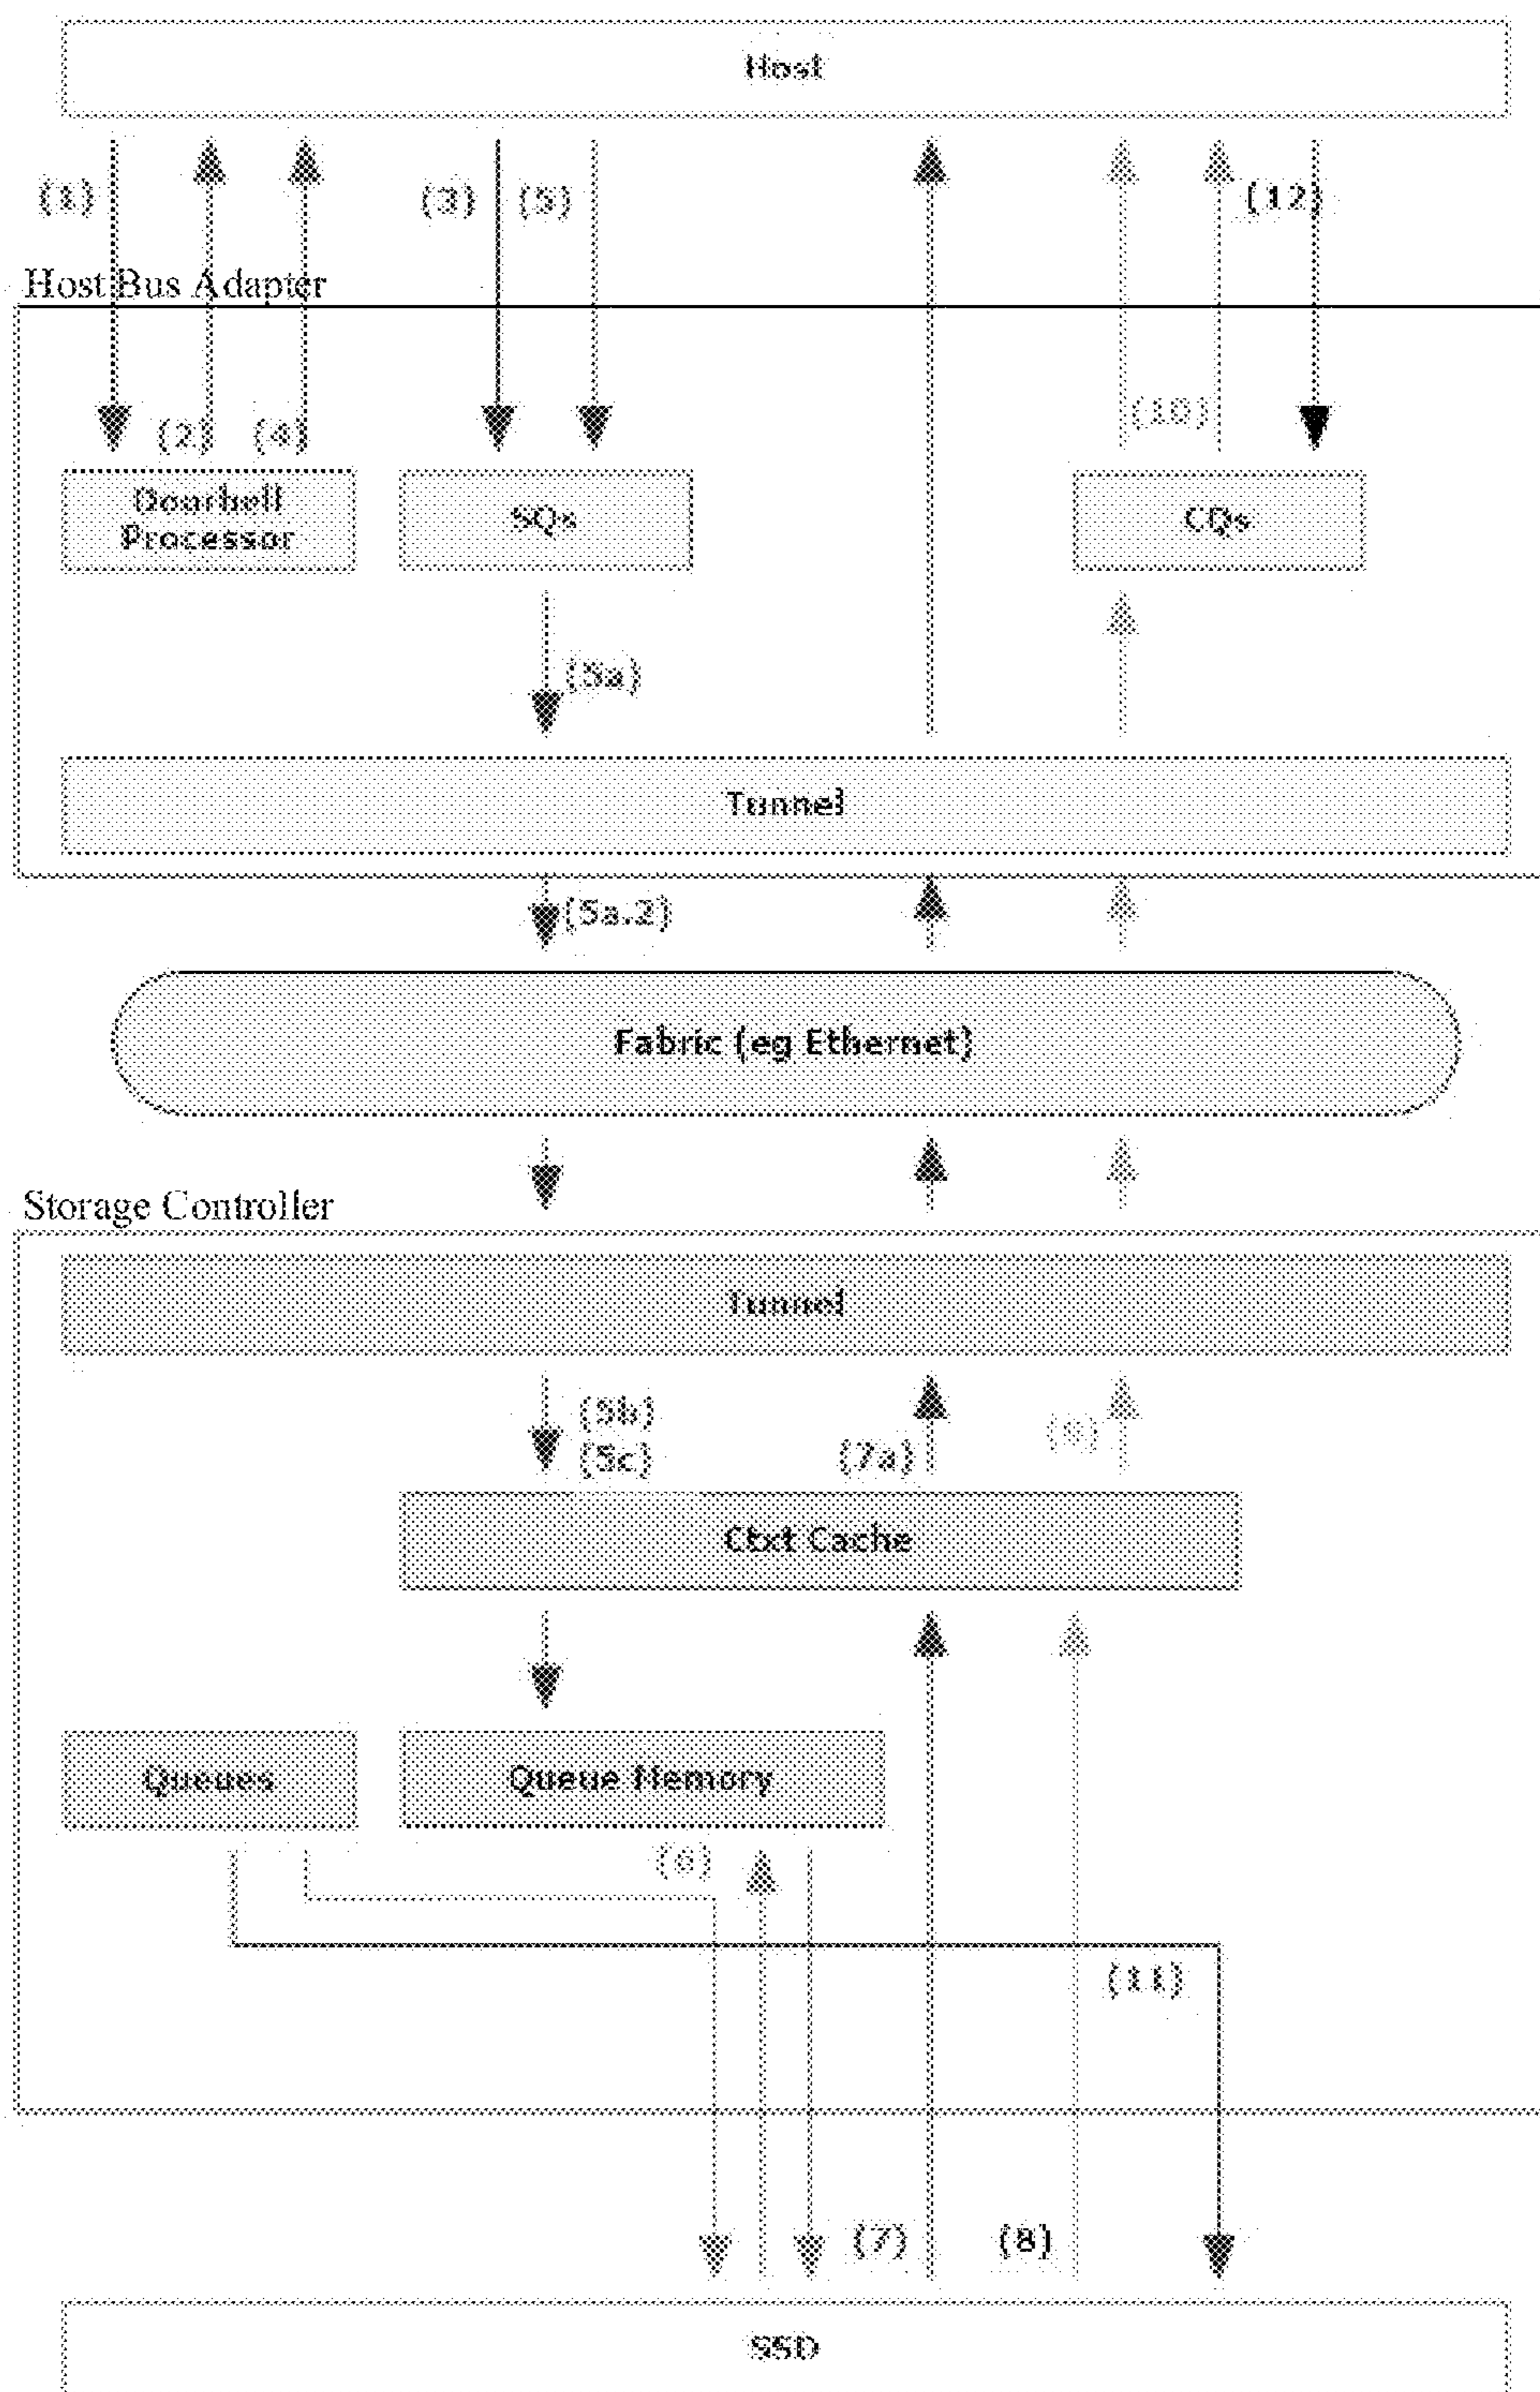 Host
(1)
(3)
(5)
(12)
Host Bus Adapter
(2)
(4)
(10)
Doorbell
Processor
SQs
CQs
(5a)
Tunnel
(5a.2)
Fabric (eg Ethernet)
Storage Controller
Tunnel
(5b)
(5c)
(7a)
(9)
Ctxt Cache
Queues
Queue Memory
(6)
(11)
(7)
(8)
SSD